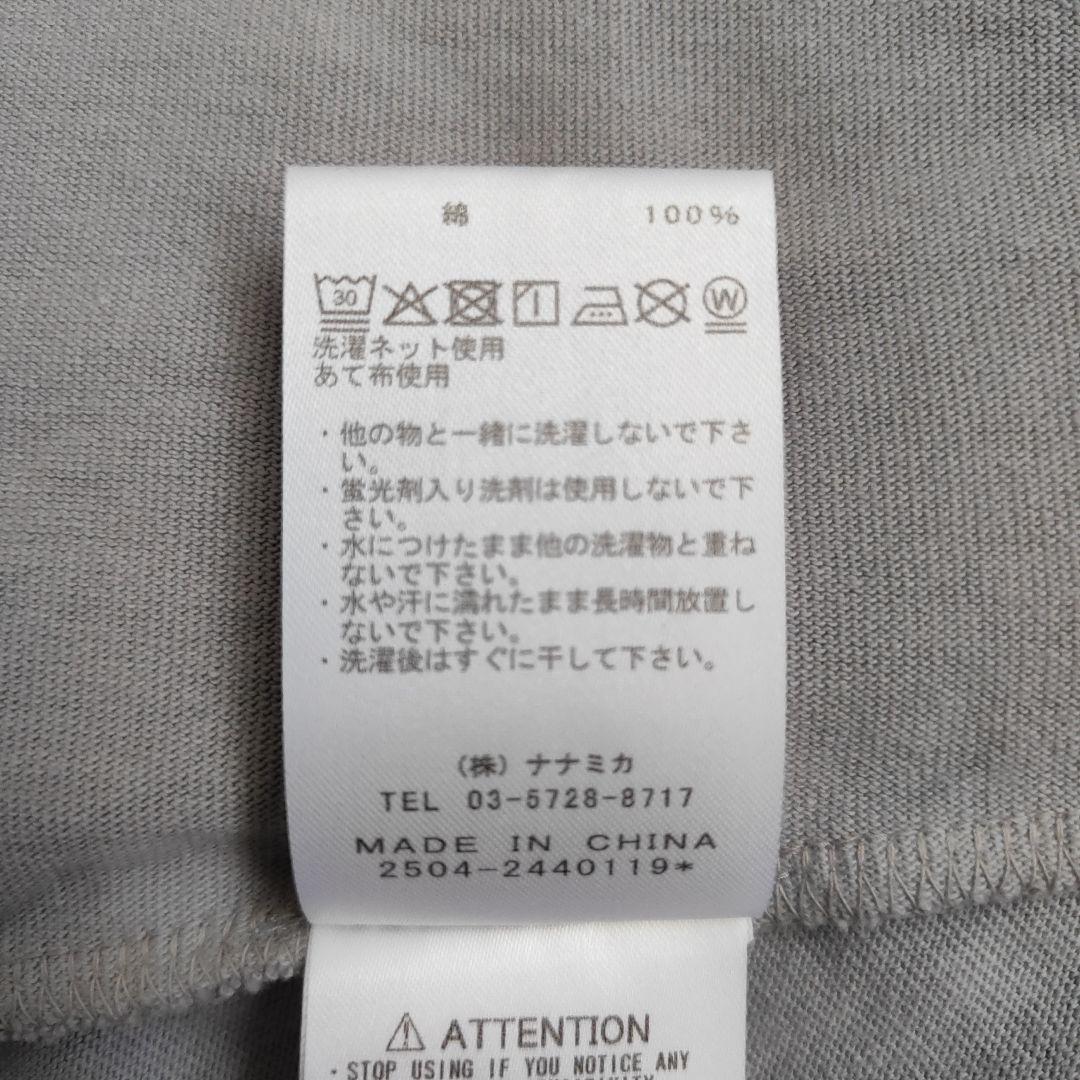 綿 100%
30 W
洗濯ネット使用
あて布使用
・他の物と一緒に洗濯しないで下さ
い。
・蛍光剤入り洗剤は使用しないで下
さい。
・水につけたまま他の洗濯物と重ね
ないで下さい。
・水や汗に濡れたまま長時間放置し
ないで下さい。
・洗濯後はすぐに干して下さい。
(株)ナナミカ
TEL 03-5728-8717
MADE IN CHINA
2504-2440119*
ATTENTION
・STOP USING IF YOU NOTICE ANY